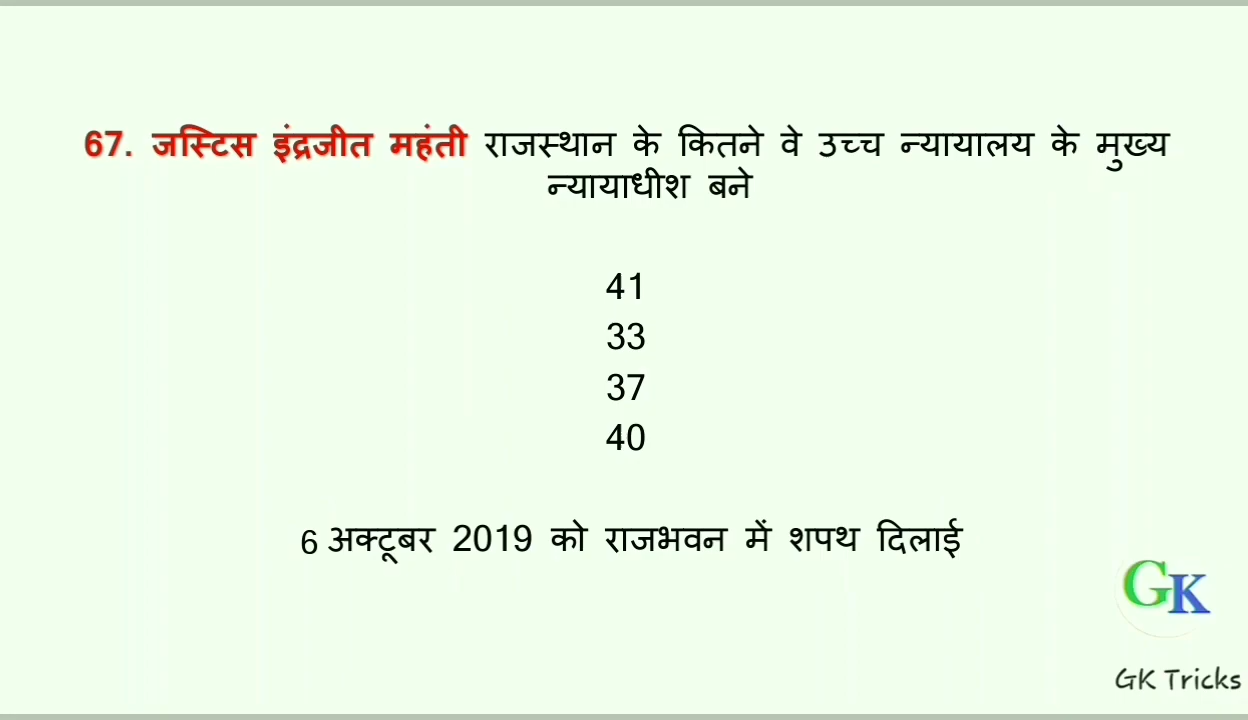 67. जस्टिस इंद्रजीत महंती राजस्थान के कितने वे उच्च न्यायालय के मुख्य
न्यायाधीश बने
41
33
37
40
6 अक्टूबर 2019 को राजभवन में शपथ दिलाई
GK
GK Tricks